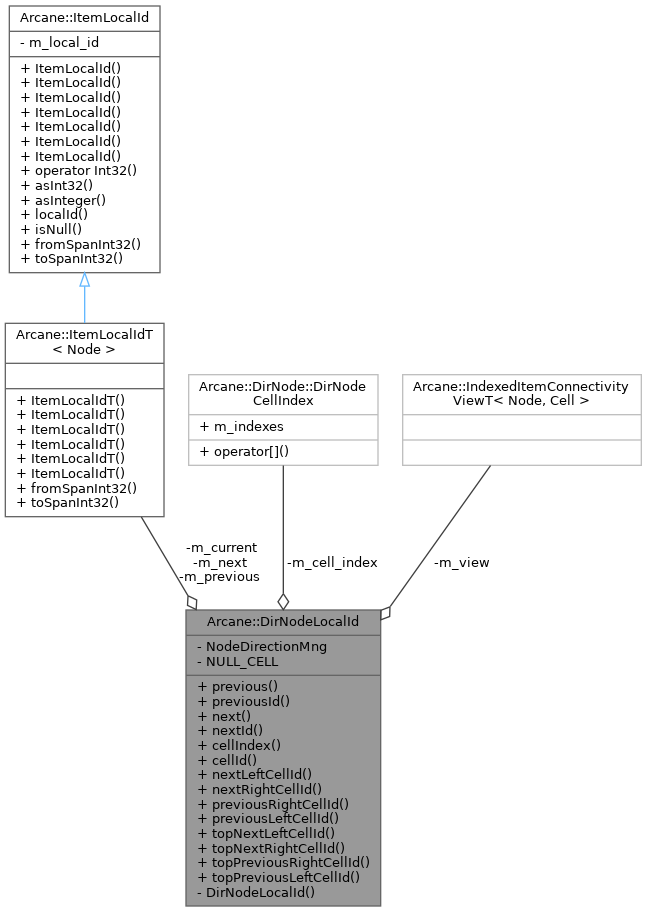 Arcane::ItemLocalId
- m_local_id
+ ItemLocalId()
+ ItemLocalId()
+ ItemLocalId()
+ ItemLocalId()
+ ItemLocalId()
+ ItemLocalId()
+ ItemLocalId()
+ operator Int32()
+ asInt32()
+ asInteger()
+ localId()
+ isNull()
+ fromSpanInt32()
+ toSpanInt32()
Arcane::ItemLocalIdT
< Node >
+ ItemLocalIdT()
+ ItemLocalIdT()
+ ItemLocalIdT()
+ ItemLocalIdT()
+ ItemLocalIdT()
+ ItemLocalIdT()
+ fromSpanInt32()
+ toSpanInt32()
Arcane::DirNode::DirNode
CellIndex
+ m_indexes
+ operator[]()
Arcane::IndexedItemConnectivity
ViewT< Node, Cell >
-m_current
-m_next
-m_previous
-m_cell_index
-m_view
Arcane::DirNodeLocalId
- NodeDirectionMng
- NULL_CELL
+ previous()
+ previousId()
+ next()
+ nextId()
+ cellIndex()
+ cellId()
+ nextLeftCellId()
+ nextRightCellId()
+ previousRightCellId()
+ previousLeftCellId()
+ topNextLeftCellId()
+ topNextRightCellId()
+ topPreviousRightCellId()
+ topPreviousLeftCellId()
- DirNodeLocalId()